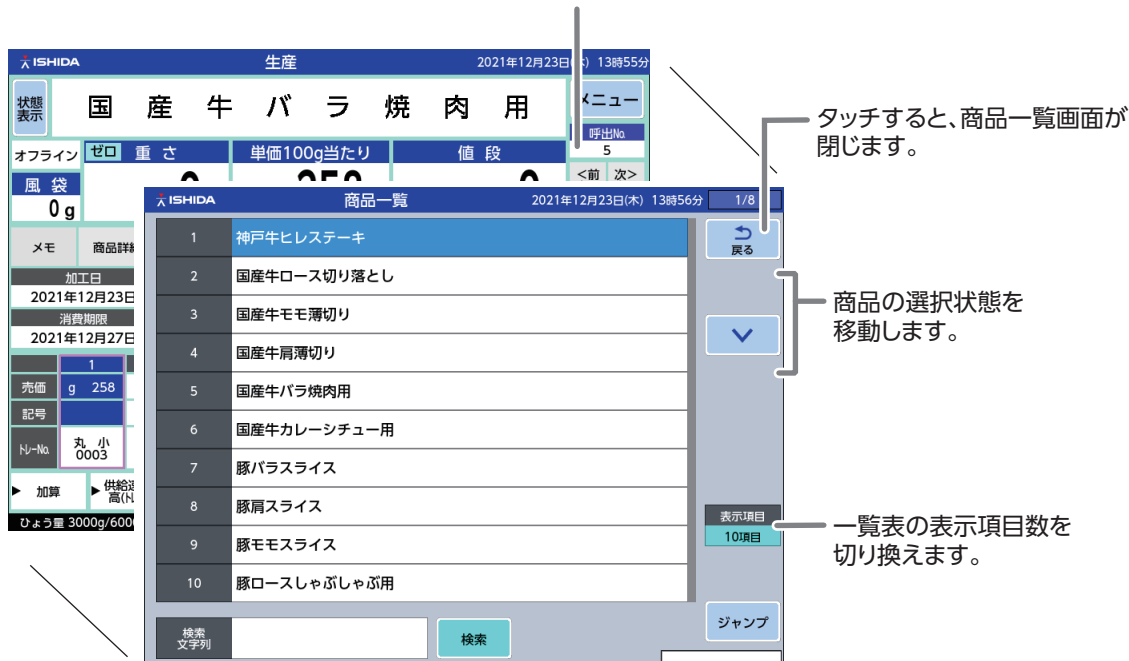 ISHIDA 生産 2021年12月23日(木) 13時55分
状態
表示
国産牛バラ焼肉用
メニュー
呼出No.
5
オフライン ゼロ 重さ 単価100g当たり 値段
<前 次>
風袋
0 g
メモ 商品詳細
加工日
2021年12月23日
消費期限
2021年12月27日
1
売価 g 258
記号
トレーNo. 丸 小
0003
▶ 加算 ▶ 供給
高(
ひょう量 3000g/600
ISHIDA 商品一覧 2021年12月23日(木) 13時56分 1/8
1 神戸牛ヒレステーキ
2 国産牛ロース切り落とし
3 国産牛モモ薄切り
4 国産牛肩薄切り
5 国産牛バラ焼肉用
6 国産牛カレーシチュー用
7 豚バラスライス
8 豚肩スライス
9 豚モモスライス
10 豚ロースしゃぶしゃぶ用
戻る
表示項目
10項目
ジャンプ
検索
文字列
検索
タッチすると、商品一覧画面が
閉じます。
商品の選択状態を
移動します。
一覧表の表示項目数を
切り換えます。